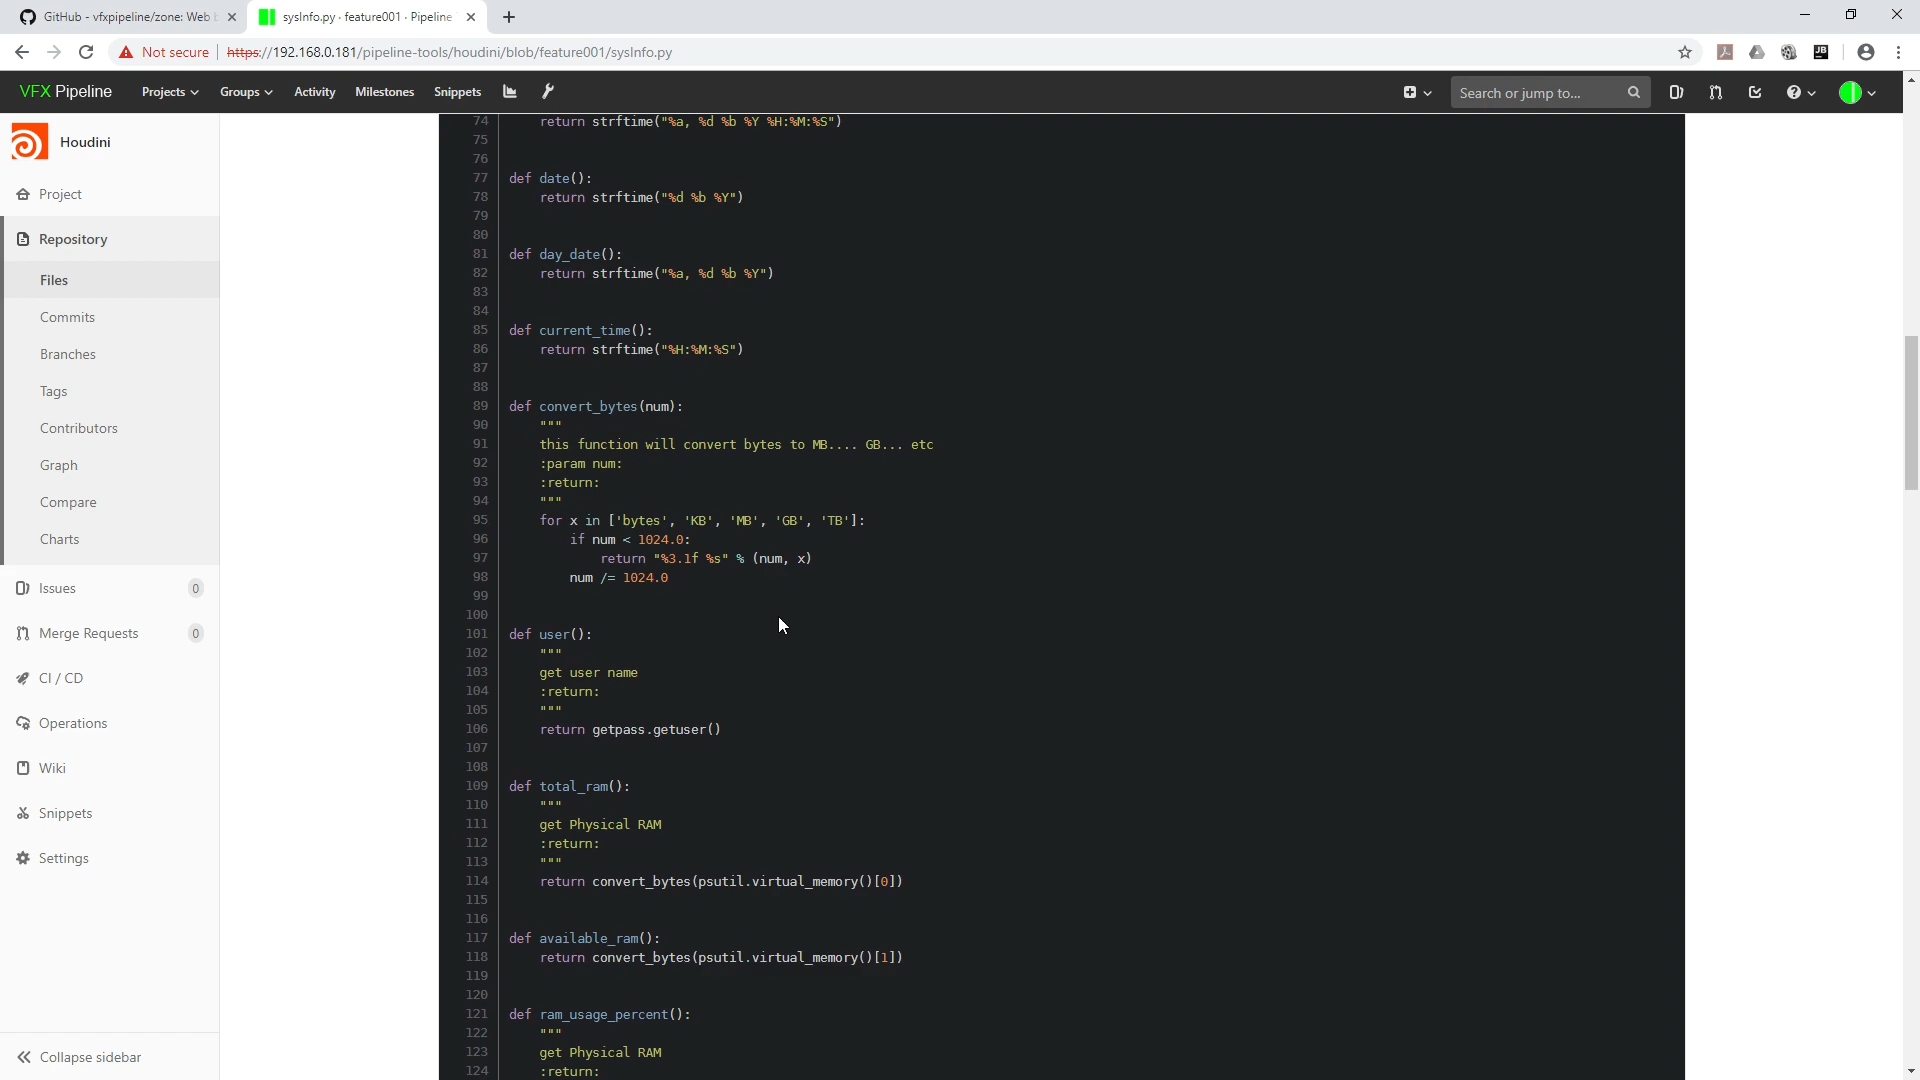 GitHub - vfxpipeline/zone: Web b
sysInfo.py · feature001 · Pipeline
Not secure
https://192.168.0.181/pipeline-tools/houdini/blob/feature001/sysInfo.py
VFX Pipeline
Projects
Groups
Activity
Milestones
Snippets
Search or jump to...
Houdini
Project
Repository
Files
Commits
Branches
Tags
Contributors
Graph
Compare
Charts
Issues 0
Merge Requests 0
CI / CD
Operations
Wiki
Snippets
Settings
Collapse sidebar
74 return strftime("%a, %d %b %Y %H:%M:%S")
75
76
77 def date():
78 return strftime("%d %b %Y")
79
80
81 def day_date():
82 return strftime("%a, %d %b %Y")
83
84
85 def current_time():
86 return strftime("%H:%M:%S")
87
88
89 def convert_bytes(num):
90 """
91 this function will convert bytes to MB.... GB... etc
92 :param num:
93 :return:
94 """
95 for x in ['bytes', 'KB', 'MB', 'GB', 'TB']:
96 if num < 1024.0:
97 return "%3.1f %s" % (num, x)
98 num /= 1024.0
99
100
101 def user():
102 """
103 get user name
104 :return:
105 """
106 return getpass.getuser()
107
108
109 def total_ram():
110 """
111 get Physical RAM
112 :return:
113 """
114 return convert_bytes(psutil.virtual_memory()[0])
115
116
117 def available_ram():
118 return convert_bytes(psutil.virtual_memory()[1])
119
120
121 def ram_usage_percent():
122 """
123 get Physical RAM
124 :return: